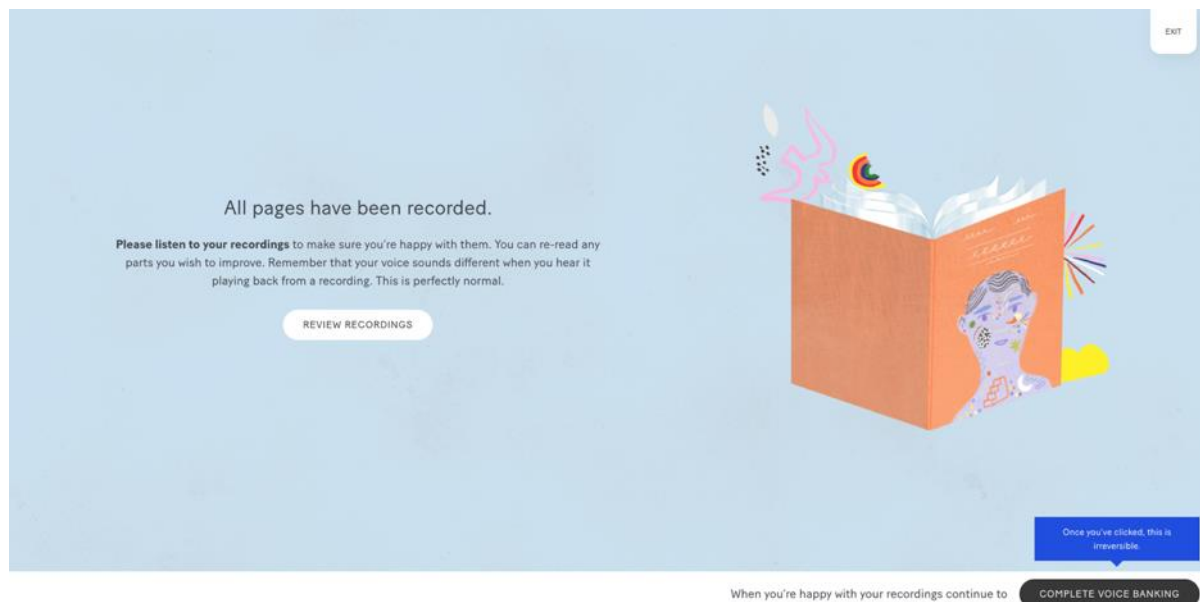 EXIT
All pages have been recorded.
Please listen to your recordings to make sure you're happy with them. You can re-read any
parts you wish to improve. Remember that your voice sounds different when you hear it
playing back from a recording. This is perfectly normal.
REVIEW RECORDINGS
Once you've clicked, this is
irreversible.
When you're happy with your recordings continue to
COMPLETE VOICE BANKING